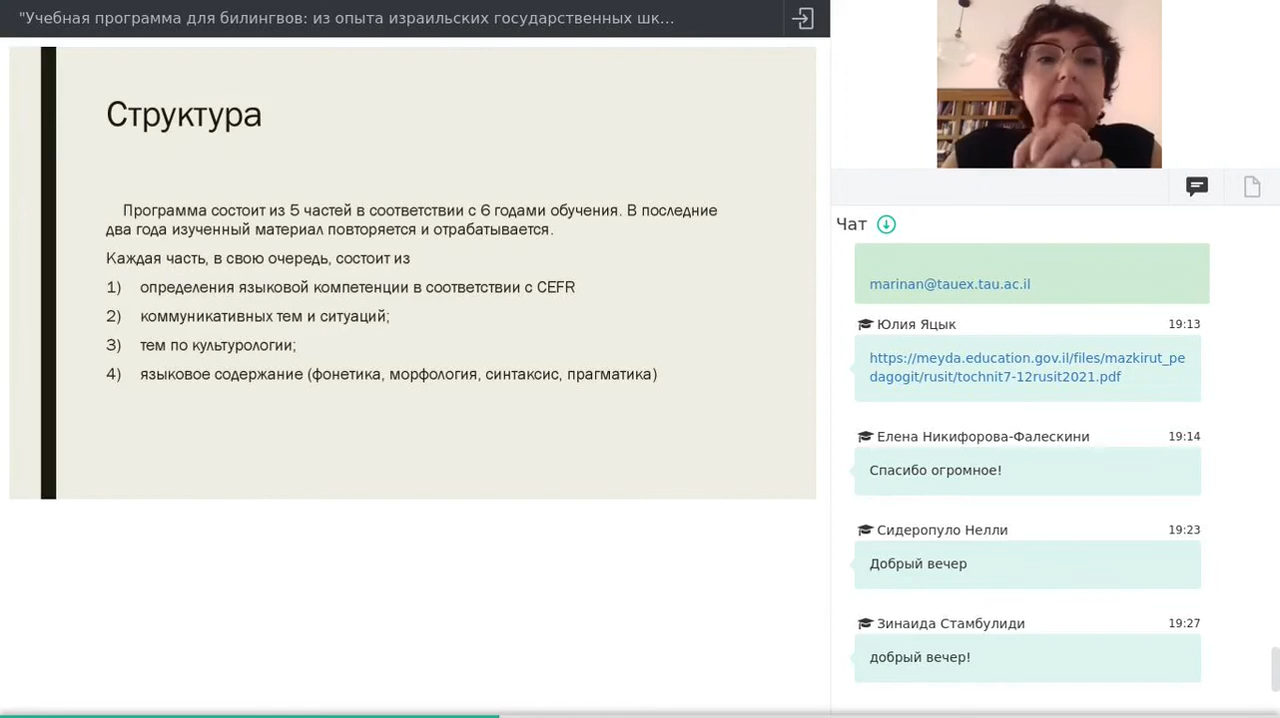 "Учебная программа для билингвов: из опыта израильских государственных шк...
Структура
Программа состоит из 5 частей в соответствии с 6 годами обучения. В последние
два года изученный материал повторяется и отрабатывается.
Каждая часть, в свою очередь, состоит из
1) определения языковой компетенции в соответствии с CEFR
2) коммуникативных тем и ситуаций;
3) тем по культурологии;
4) языковое содержание (фонетика, морфология, синтаксис, прагматика)
Чат
marinan@tauex.tau.ac.il
Юлия Яцык 19:13
https://meyda.education.gov.il/files/mazkirut_pe
dagogit/rusit/tochnit7-12rusit2021.pdf
Елена Никифорова-Фалескини 19:14
Спасибо огромное!
Сидеропуло Нелли 19:23
Добрый вечер
Зинаида Стамбулиди 19:27
добрый вечер!